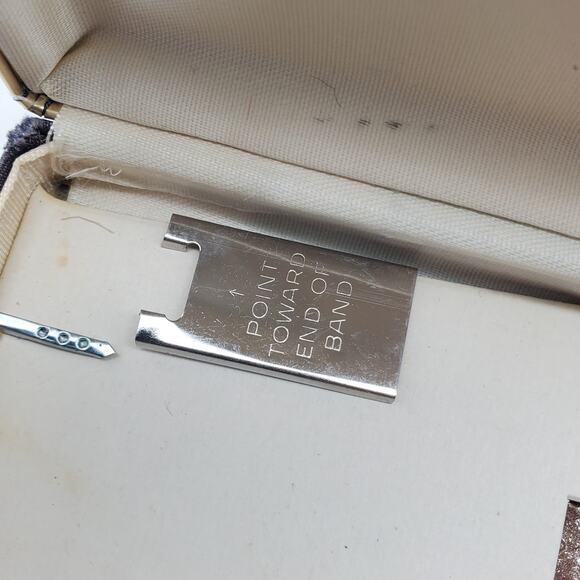 ↑
POINT
TOWARD
END OF
BAND